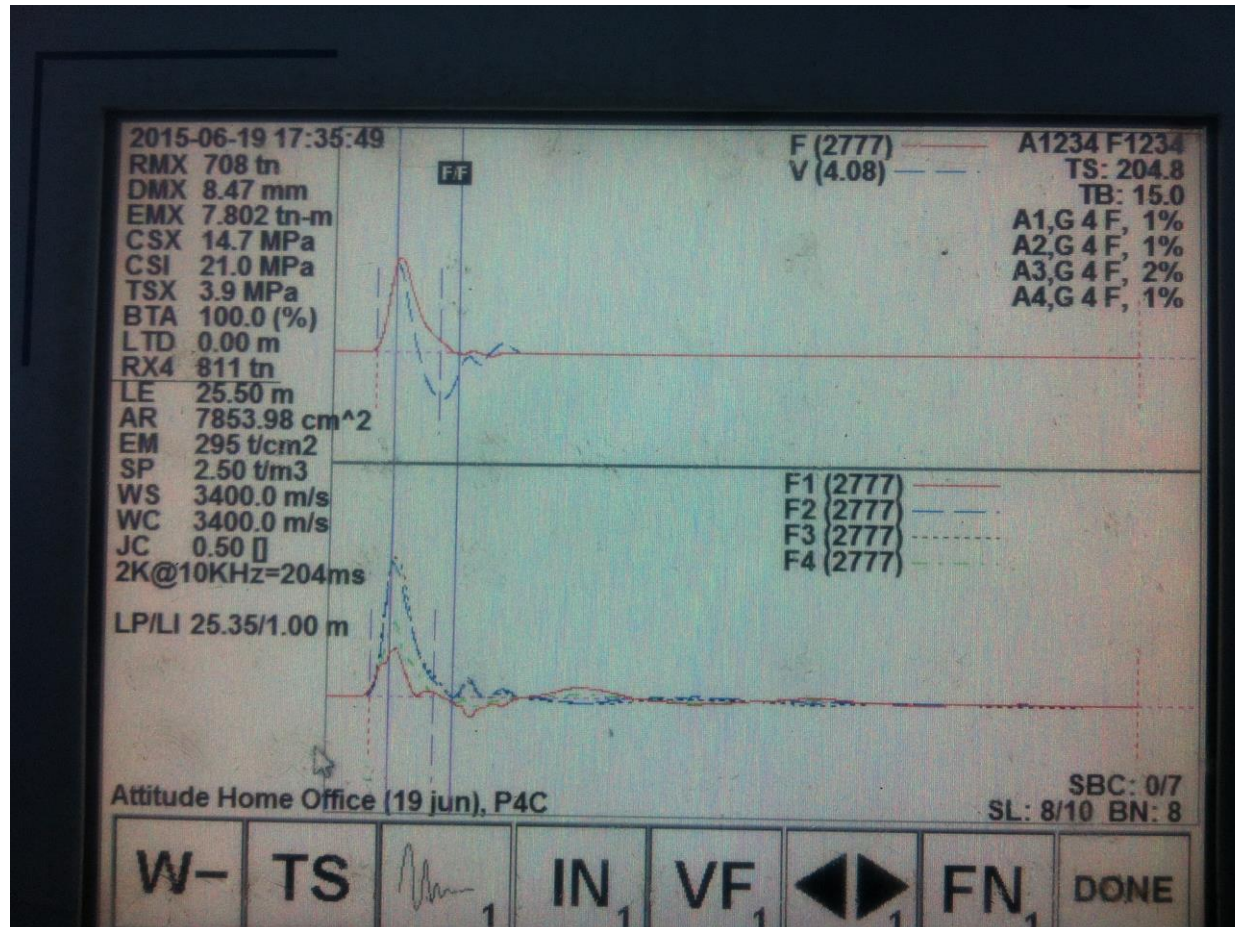 2015-06-19 17:35:49
RMX 708 tn
DMX 8.47 mm
EMX 7.802 tn-m
CSX 14.7 MPa
CSI 21.0 MPa
TSX 3.9 MPa
BTA 100.0 (%)
LTD 0.00 m
RX4 811 tn
LE 25.50 m
AR 7853.98 cm^2
EM 295 t/cm2
SP 2.50 t/m3
WS 3400.0 m/s
WC 3400.0 m/s
JC 0.50 []
2K@10KHz=204ms
LP/LI 25.35/1.00 m
F/F
F (2777)
V (4.08)
A1234 F1234
TS: 204.8
TB: 15.0
A1,G 4 F, 1%
A2,G 4 F, 1%
A3,G 4 F, 2%
A4,G 4 F, 1%
F1 (2777)
F2 (2777)
F3 (2777)
F4 (2777)
Attitude Home Office (19 jun), P4C
SBC: 0/7
SL: 8/10 BN: 8
W- TS 1 IN 1 VF 1 1 FN 1 DONE